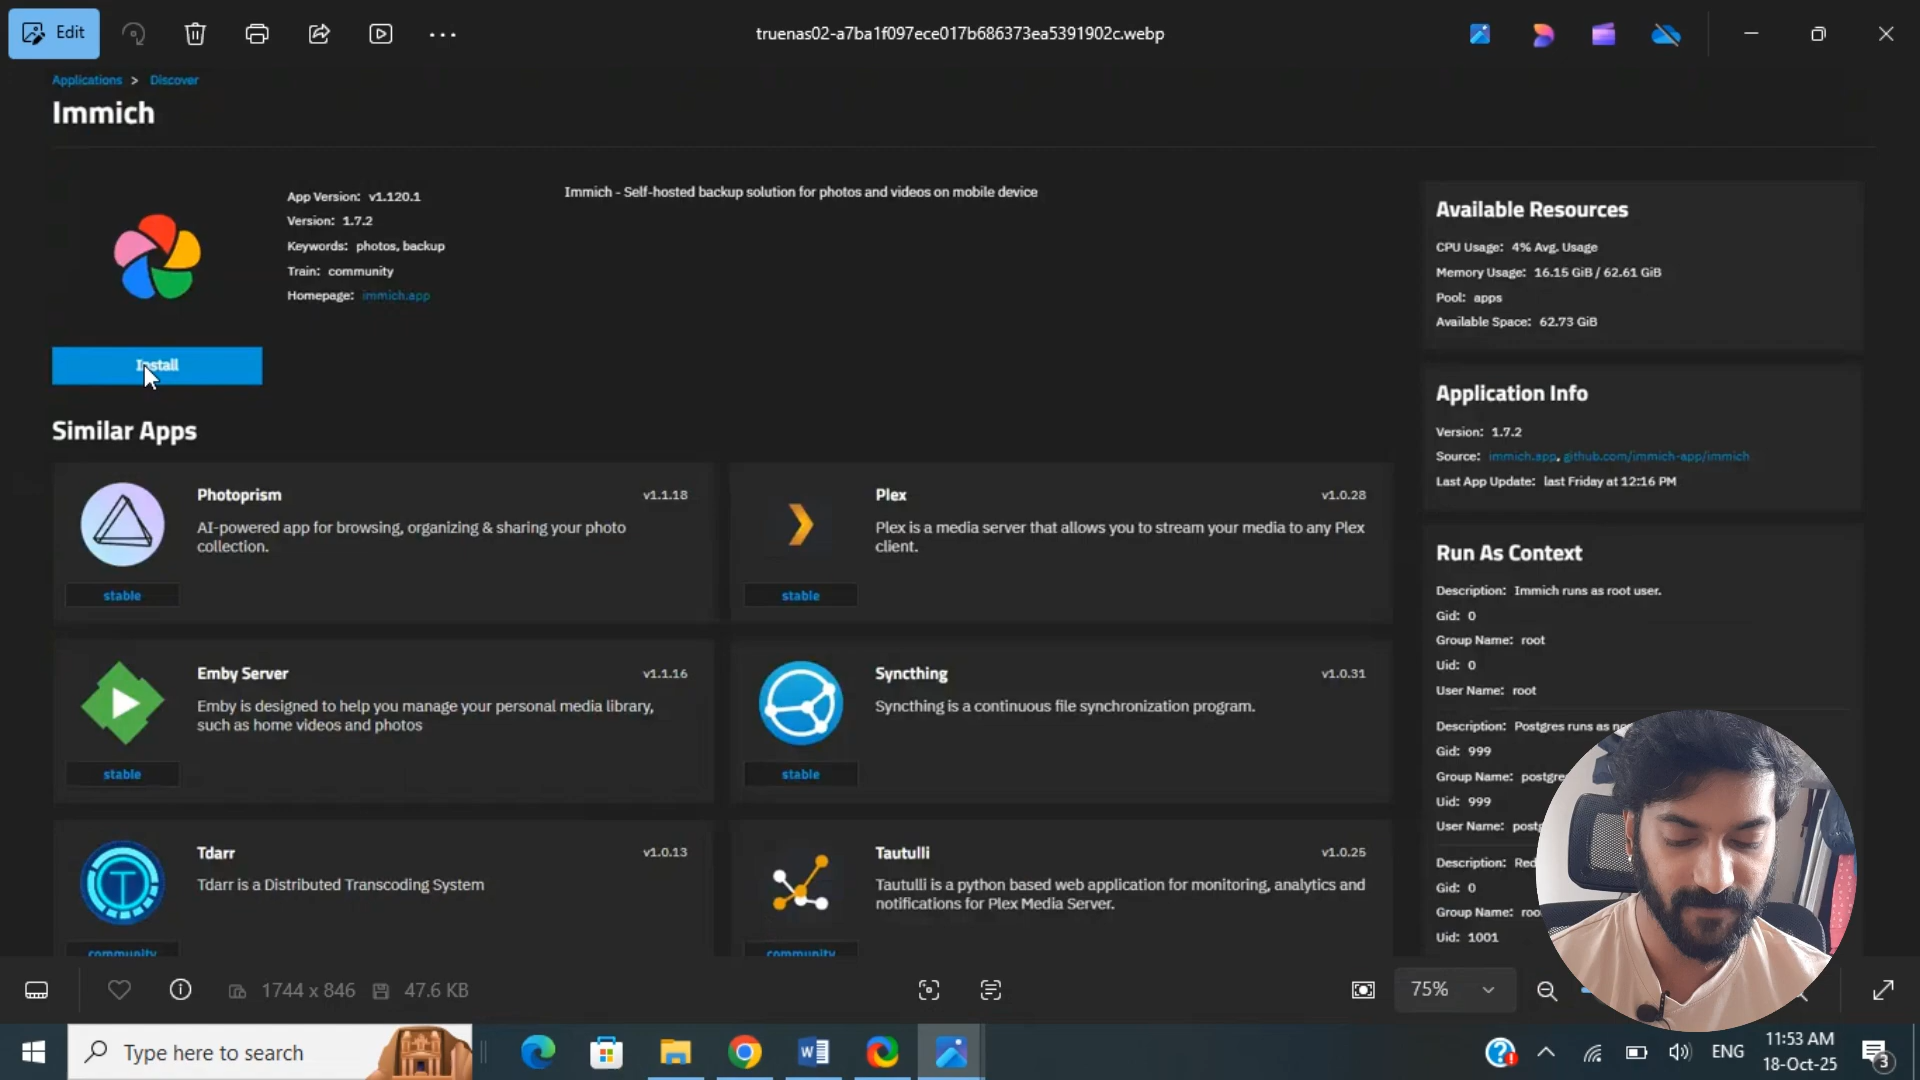 Edit
truenas02-a7ba1f097ece017b686373ea5391902c.webp
Applications > Discover
Immich
App Version: v1.120.1
Version: 1.7.2
Keywords: photos, backup
Train: community
Homepage: immich.app
Install
Immich - Self-hosted backup solution for photos and videos on mobile device
Available Resources
CPU Usage: 4% Avg. Usage
Memory Usage: 16.15 GiB / 62.61 GiB
Pool: apps
Available Space: 62.73 GiB
Application Info
Version: 1.7.2
Source: immich.app, github.com/immich-app/immich
Last App Update: last Friday at 12:16 PM
Run As Context
Description: Immich runs as root user.
Gid: 0
Group Name: root
Uid: 0
User Name: root
Description: Postgres runs as
Gid: 999
Group Name:
Uid: 999
User Name:
Description:
Gid: 0
Group Name:
Uid: 1001
Similar Apps
Photoprism
v1.1.18
AI-powered app for browsing, organizing & sharing your photo
collection.
stable
Plex
v1.0.28
Plex is a media server that allows you to stream your media to any Plex
client.
stable
Emby Server
v1.1.16
Emby is designed to help you manage your personal media library,
such as home videos and photos
stable
Syncthing
v1.0.31
Syncthing is a continuous file synchronization program.
stable
Tdarr
v1.0.13
Tdarr is a Distributed Transcoding System
community
Tautulli
v1.0.25
Tautulli is a python based web application for monitoring, analytics and
notifications for Plex Media Server.
community
1744 x 846
47.6 KB
75%
Type here to search
ENG
11:53 AM
18-Oct-25
3